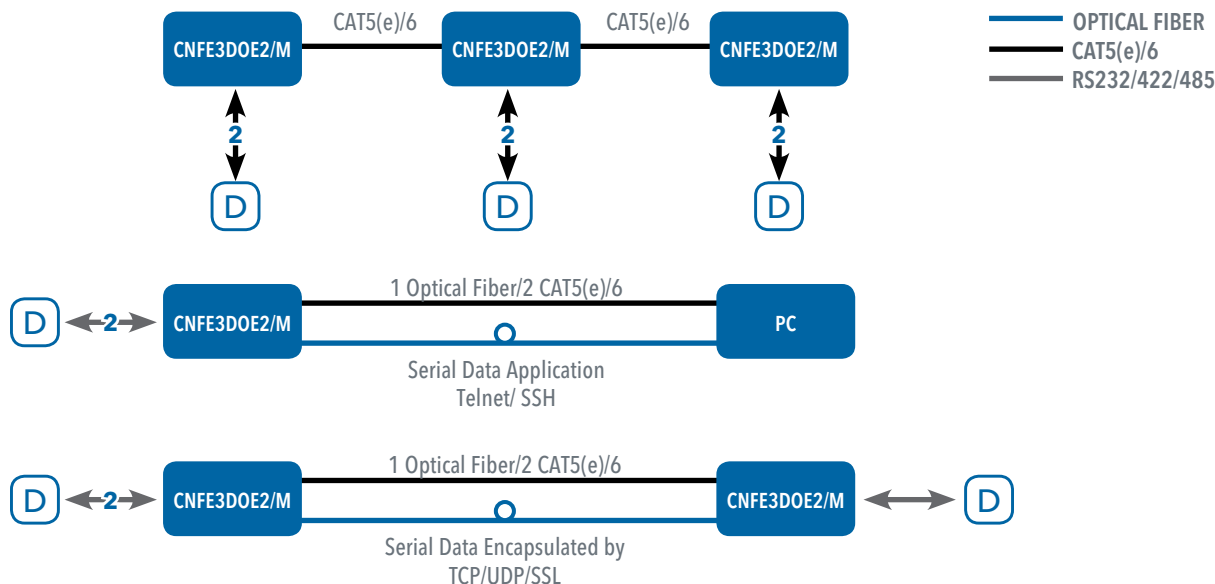 CAT5(e)/6
CAT5(e)/6
OPTICAL FIBER
CAT5(e)/6
RS232/422/485
CNFE3DOE2/M
CNFE3DOE2/M
CNFE3DOE2/M
2
2
2
D
D
D
1 Optical Fiber/2 CAT5(e)/6
D
2
CNFE3DOE2/M
PC
Serial Data Application
Telnet/ SSH
1 Optical Fiber/2 CAT5(e)/6
D
2
CNFE3DOE2/M
CNFE3DOE2/M
D
Serial Data Encapsulated by
TCP/UDP/SSL